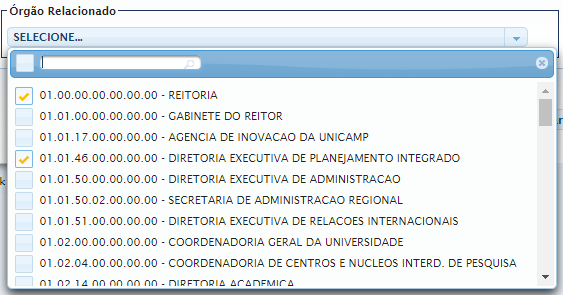 Órgão Relacionado
SELECIONE...
01.00.00.00.00.00.00 - REITORIA
01.01.00.00.00.00.00 - GABINETE DO REITOR
01.01.17.00.00.00.00 - AGENCIA DE INOVACAO DA UNICAMP
01.01.46.00.00.00.00 - DIRETORIA EXECUTIVA DE PLANEJAMENTO INTEGRADO
01.01.50.00.00.00.00 - DIRETORIA EXECUTIVA DE ADMINISTRACAO
01.01.50.02.00.00.00 - SECRETARIA DE ADMINISTRACAO REGIONAL
01.01.51.00.00.00.00 - DIRETORIA EXECUTIVA DE RELACOES INTERNACIONAIS
01.02.00.00.00.00.00 - COORDENADORIA GERAL DA UNIVERSIDADE
01.02.04.00.00.00.00 - COORDENADORIA DE CENTROS E NUCLEOS INTERD. DE PESQUISA
01.02.14.00.00.00.00 - DIRETORIA ACADEMICA